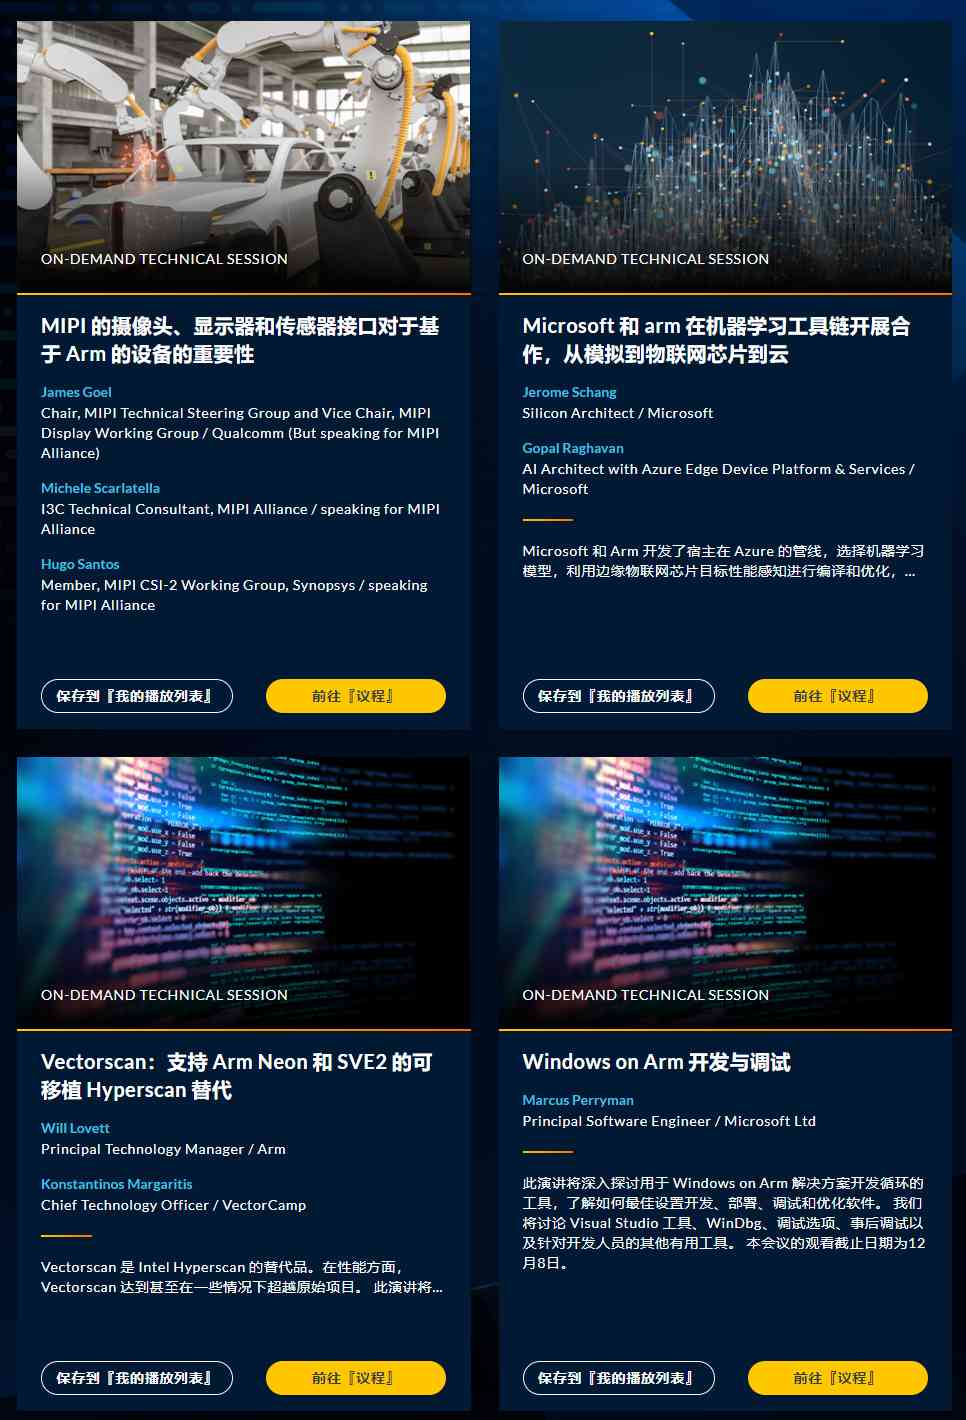 ON-DEMAND TECHNICAL SESSION
MIPI 的摄像头、显示器和传感器接口对于基
于 Arm 的设备的重要性
James Goel
Chair, MIPI Technical Steering Group and Vice Chair, MIPI
Display Working Group / Qualcomm (But speaking for MIPI
Alliance)
Michele Scarlatella
I3C Technical Consultant, MIPI Alliance / speaking for MIPI
Alliance
Hugo Santos
Member, MIPI CSI-2 Working Group, Synopsys / speaking
for MIPI Alliance
保存到『我的播放列表』
前往『议程』
ON-DEMAND TECHNICAL SESSION
Microsoft 和 arm 在机器学习工具链开展合
作，从模拟到物联网芯片到云
Jerome Schang
Silicon Architect / Microsoft
Gopal Raghavan
AI Architect with Azure Edge Device Platform & Services /
Microsoft
Microsoft 和 Arm 开发了宿主在 Azure 的管线，选择机器学习
模型，利用边缘物联网芯片目标性能感知进行编译和优化，...
保存到『我的播放列表』
前往『议程』
ON-DEMAND TECHNICAL SESSION
Vectorscan：支持 Arm Neon 和 SVE2 的可
移植 Hyperscan 替代
Will Lovett
Principal Technology Manager / Arm
Konstantinos Margaritis
Chief Technology Officer / VectorCamp
Vectorscan 是 Intel Hyperscan 的替代品。在性能方面，
Vectorscan 达到甚至在一些情况下超越原始项目。 此演讲将...
保存到『我的播放列表』
前往『议程』
ON-DEMAND TECHNICAL SESSION
Windows on Arm 开发与调试
Marcus Perryman
Principal Software Engineer / Microsoft Ltd
此演讲将深入探讨用于 Windows on Arm 解决方案开发循环的
工具，了解如何最佳设置开发、部署、调试和优化软件。 我们
将讨论 Visual Studio 工具、WinDbg、调试选项、事后调试以
及针对开发人员的其他有用工具。 本会议的观看截止日期为12
月8日。
保存到『我的播放列表』
前往『议程』